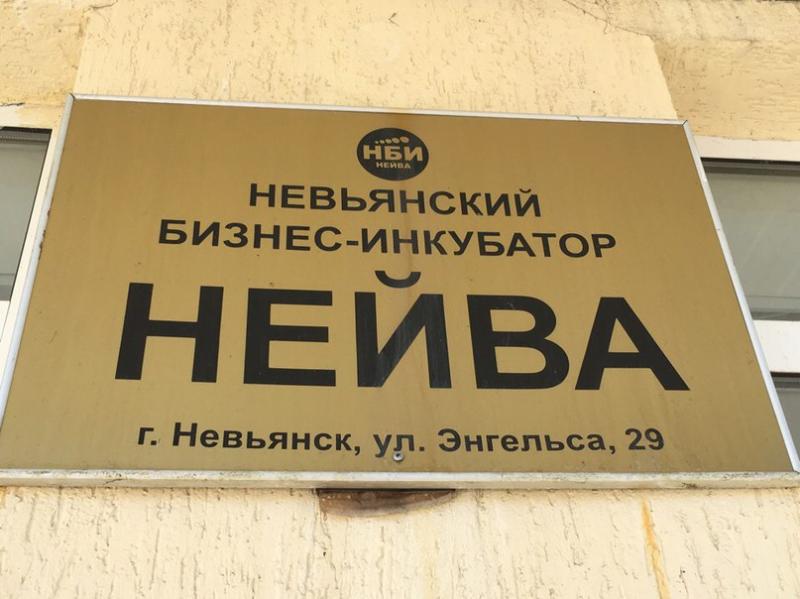 НБИ
НЕЙВА
НЕВЬЯНСКИЙ
БИЗНЕС-ИНКУБАТОР
НЕЙВА
г. Невьянск, ул. Энгельса, 29